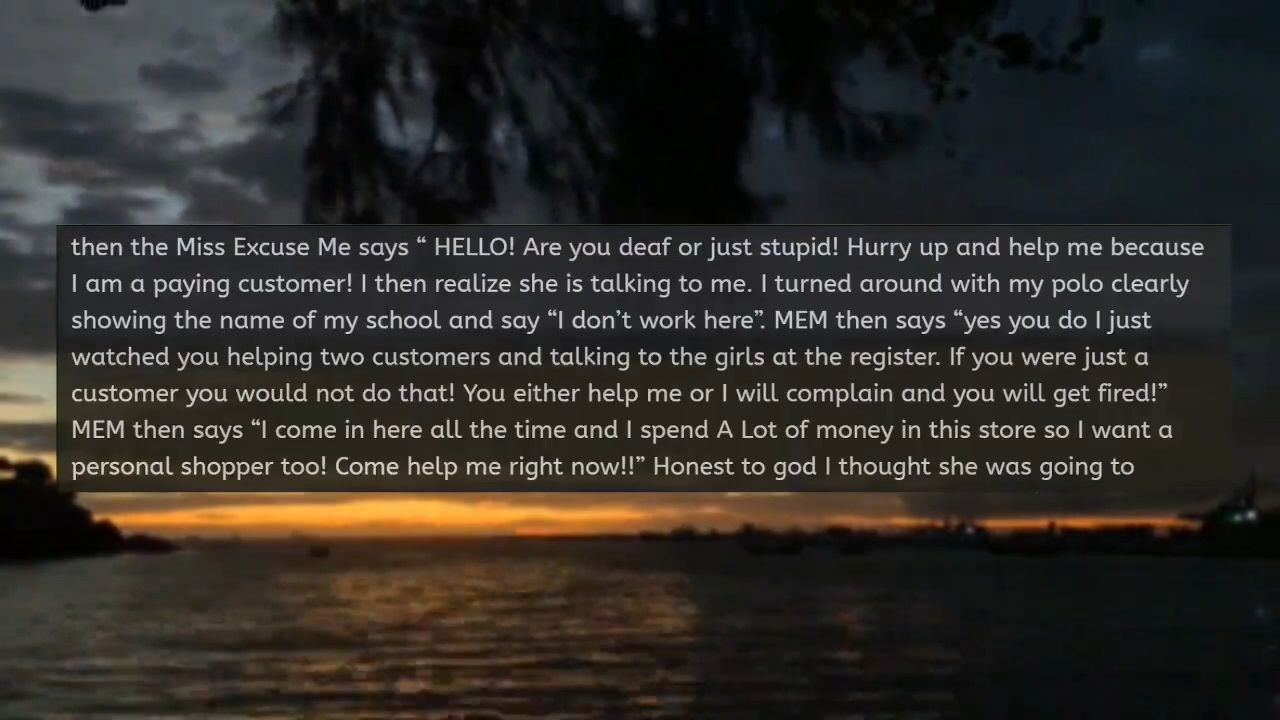 then the Miss Excuse Me says “ HELLO! Are you deaf or just stupid! Hurry up and help me because
I am a paying customer! I then realize she is talking to me. I turned around with my polo clearly
showing the name of my school and say “I don’t work here”. MEM then says “yes you do I just
watched you helping two customers and talking to the girls at the register. If you were just a
customer you would not do that! You either help me or I will complain and you will get fired!”
MEM then says “I come in here all the time and I spend A Lot of money in this store so I want a
personal shopper too! Come help me right now!!” Honest to god I thought she was going to